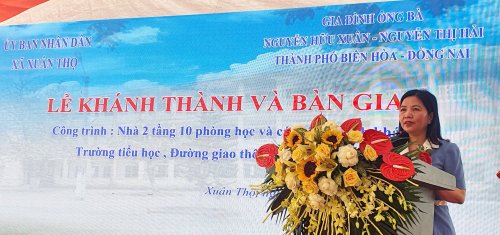 ỦY BAN NHÂN DÂN
XÃ XUÂN THỌ
GIA ĐÌNH ÔNG BÀ
NGUYỄN HỮU XUÂN - NGUYỄN THỊ HẢI
THÀNH PHỐ BIÊN HÒA - ĐỒNG NAI
LỄ KHÁNH THÀNH VÀ BÀN GIA
Công trình : Nhà 2 tầng 10 phòng học và
Trường tiểu học , Đường giao thô
Xuân Thọ,